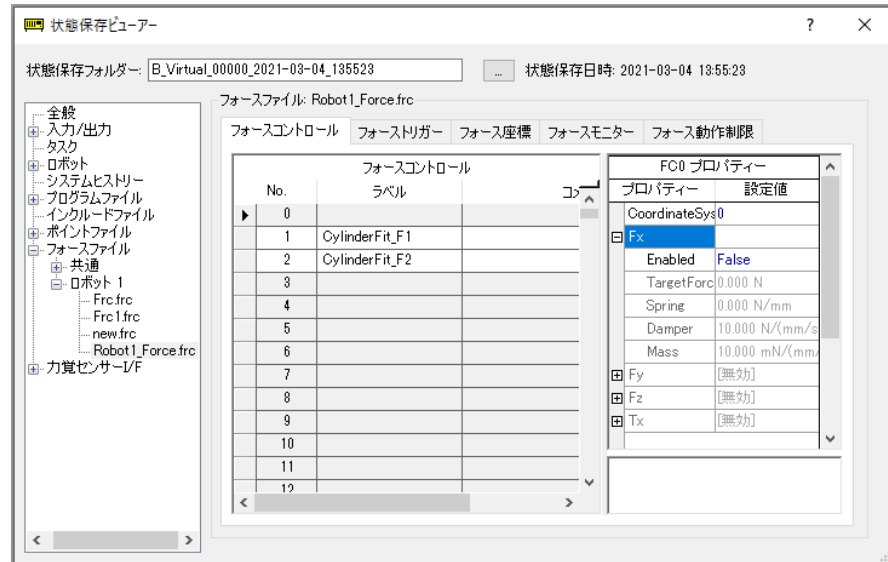 状態保存ビューアー
?
状態保存フォルダー: B_Virtual_00000_2021-03-04_135523 ... 状態保存日時: 2021-03-04 13:55:23
全般
入力/出力
タスク
ロボット
システムヒストリー
プログラムファイル
インクルードファイル
ポイントファイル
フォースファイル
共通
ロボット 1
Frc.frc
Frc1.frc
new.frc
Robot1_Force.frc
力覚センサーI/F
フォースファイル: Robot1_Force.frc
フォースコントロール フォーストリガー フォース座標 フォースモニター フォース動作制限
フォースコントロール
No. ラベル コメ
0
1 CylinderFit_F1
2 CylinderFit_F2
3
4
5
6
7
8
9
10
11
12
FC0 プロパティー
プロパティー 設定値
CoordinateSys 0
Fx
Enabled False
TargetForc 0.000 N
Spring 0.000 N/mm
Damper 10.000 N/(mm/s
Mass 10.000 mN/(mm/
Fy [無効]
Fz [無効]
Tx [無効]